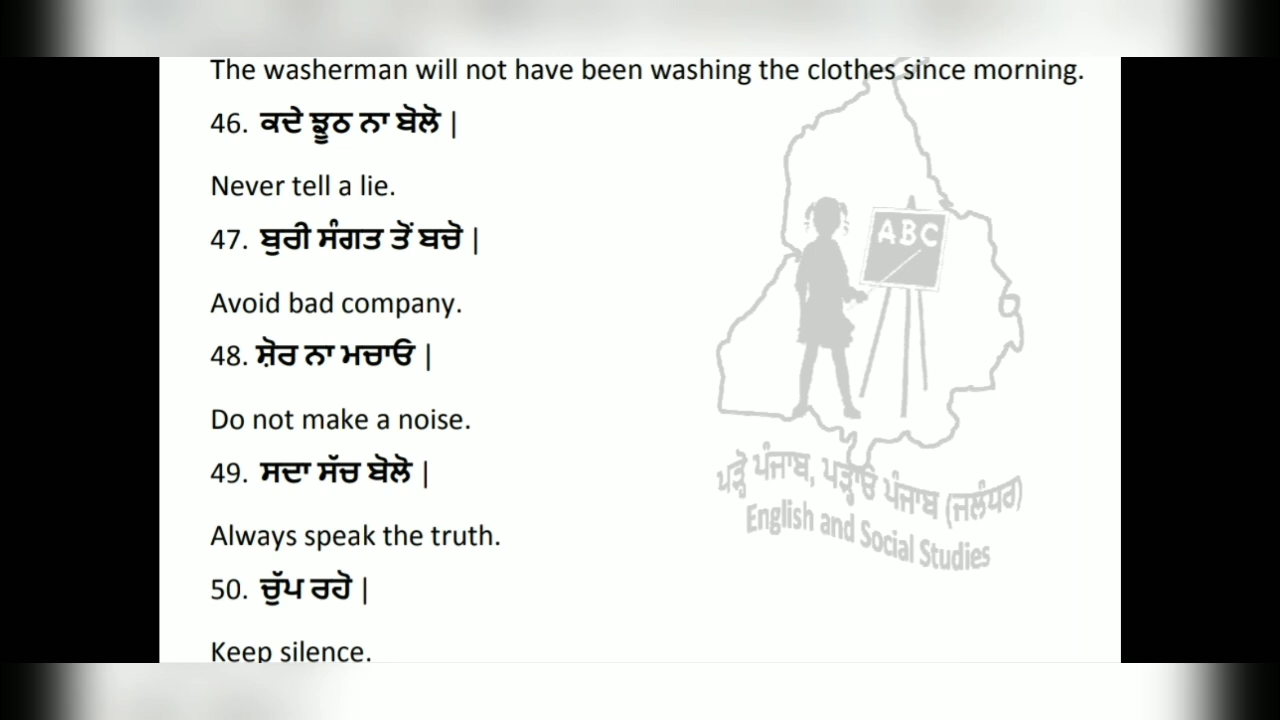 The washerman will not have been washing the clothes since morning.
46. ਕਦੇ ਝੂਠ ਨਾ ਬੋਲੋ |
Never tell a lie.
47. ਬੁਰੀ ਸੰਗਤ ਤੋਂ ਬਚੋ |
Avoid bad company.
48. ਸ਼ੋਰ ਨਾ ਮਚਾਓ |
Do not make a noise.
49. ਸਦਾ ਸੱਚ ਬੋਲੋ |
Always speak the truth.
50. ਚੁੱਪ ਰਹੋ |
Keep silence.
ABC
ਪੜ੍ਹੋ ਪੰਜਾਬ, ਪੜ੍ਹਾਓ ਪੰਜਾਬ (ਜਲੰਧਰ)
English and Social Studies